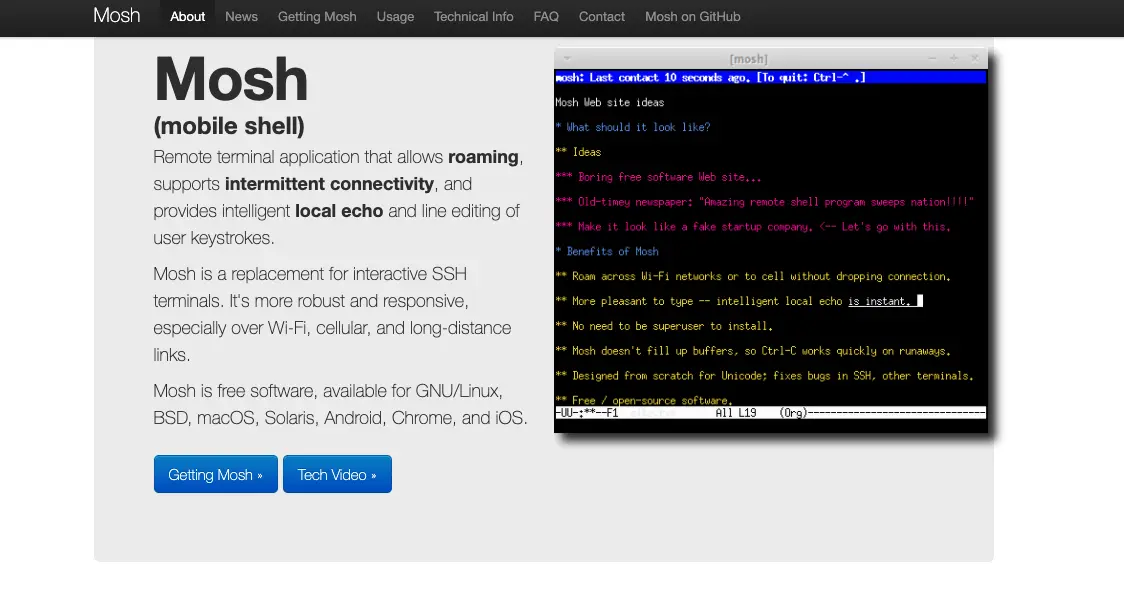 Mosh About News Getting Mosh Usage Technical Info FAQ Contact Mosh on GitHub
Mosh
(mobile shell)
Remote terminal application that allows roaming,
supports intermittent connectivity, and
provides intelligent local echo and line editing of
user keystrokes.
Mosh is a replacement for interactive SSH
terminals. It's more robust and responsive,
especially over Wi-Fi, cellular, and long-distance
links.
Mosh is free software, available for GNU/Linux,
BSD, macOS, Solaris, Android, Chrome, and iOS.
Getting Mosh » Tech Video »
[mosh]
mosh: Last contact 10 seconds ago. [To quit: Ctrl-^ .]
Mosh Web site ideas
* What should it look like?
** Ideas
*** Boring free software Web site...
*** Old-timey newspaper: "Amazing remote shell program sweeps nation!!!!"
*** Make it look like a fake startup company. <-- Let's go with this.
* Benefits of Mosh
** Roam across Wi-Fi networks or to cell without dropping connection.
** More pleasant to type -- intelligent local echo is instant.
** No need to be superuser to install.
** Mosh doesn't fill up buffers, so Ctrl-C works quickly on runaways.
** Designed from scratch for Unicode; fixes bugs in SSH, other terminals.
** Free / open-source software.
-UU-:**--F1 All L19 (Org)------------------------------